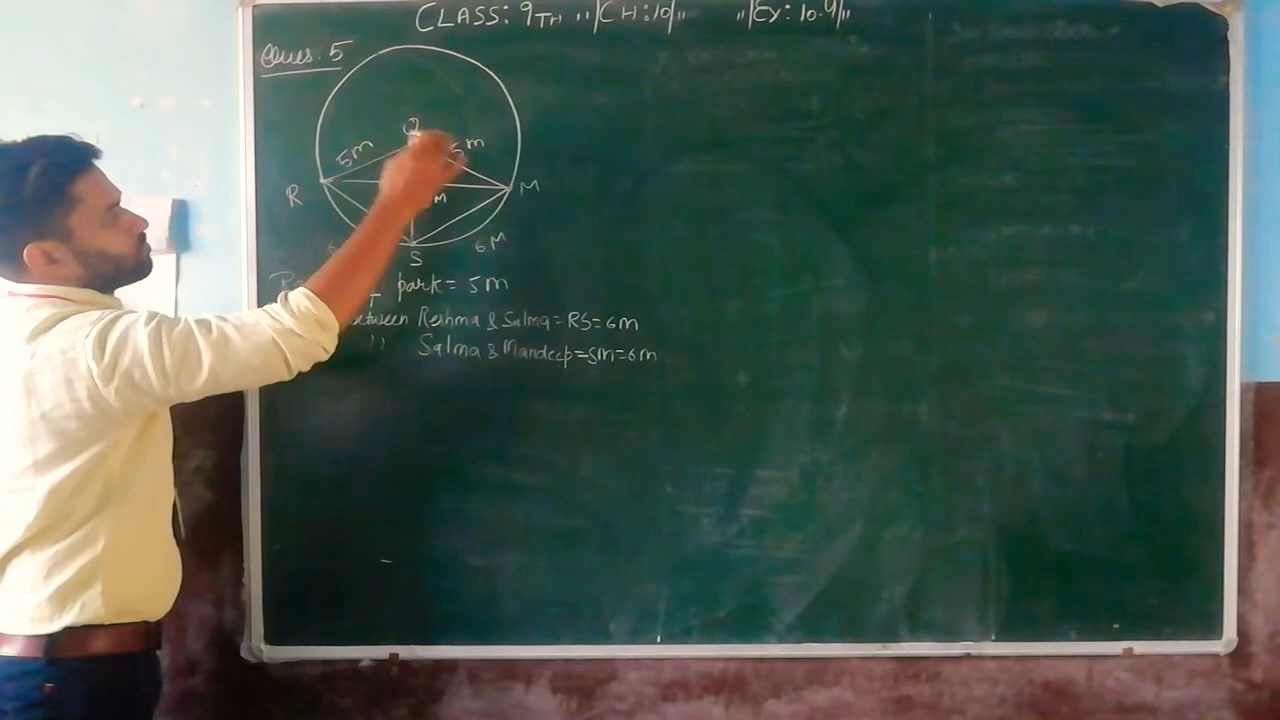 CLASS: 9TH "|CH:10|" "|EX: 10.4|"
Ques. 5
O
5m 5m
R M
m
6 6M
S
park = 5m
between Reshma & Salma = RS = 6m
" Salma & Mandeep = SM = 6m